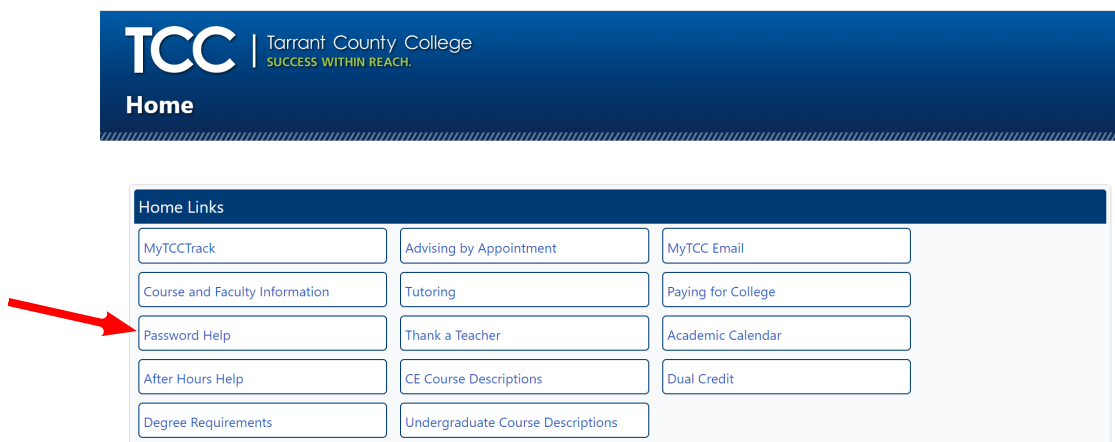 TCC | Tarrant County College
SUCCESS WITHIN REACH.
Home
Home Links
MyTCCTrack Advising by Appointment MyTCC Email
Course and Faculty Information Tutoring Paying for College
Password Help Thank a Teacher Academic Calendar
After Hours Help CE Course Descriptions Dual Credit
Degree Requirements Undergraduate Course Descriptions